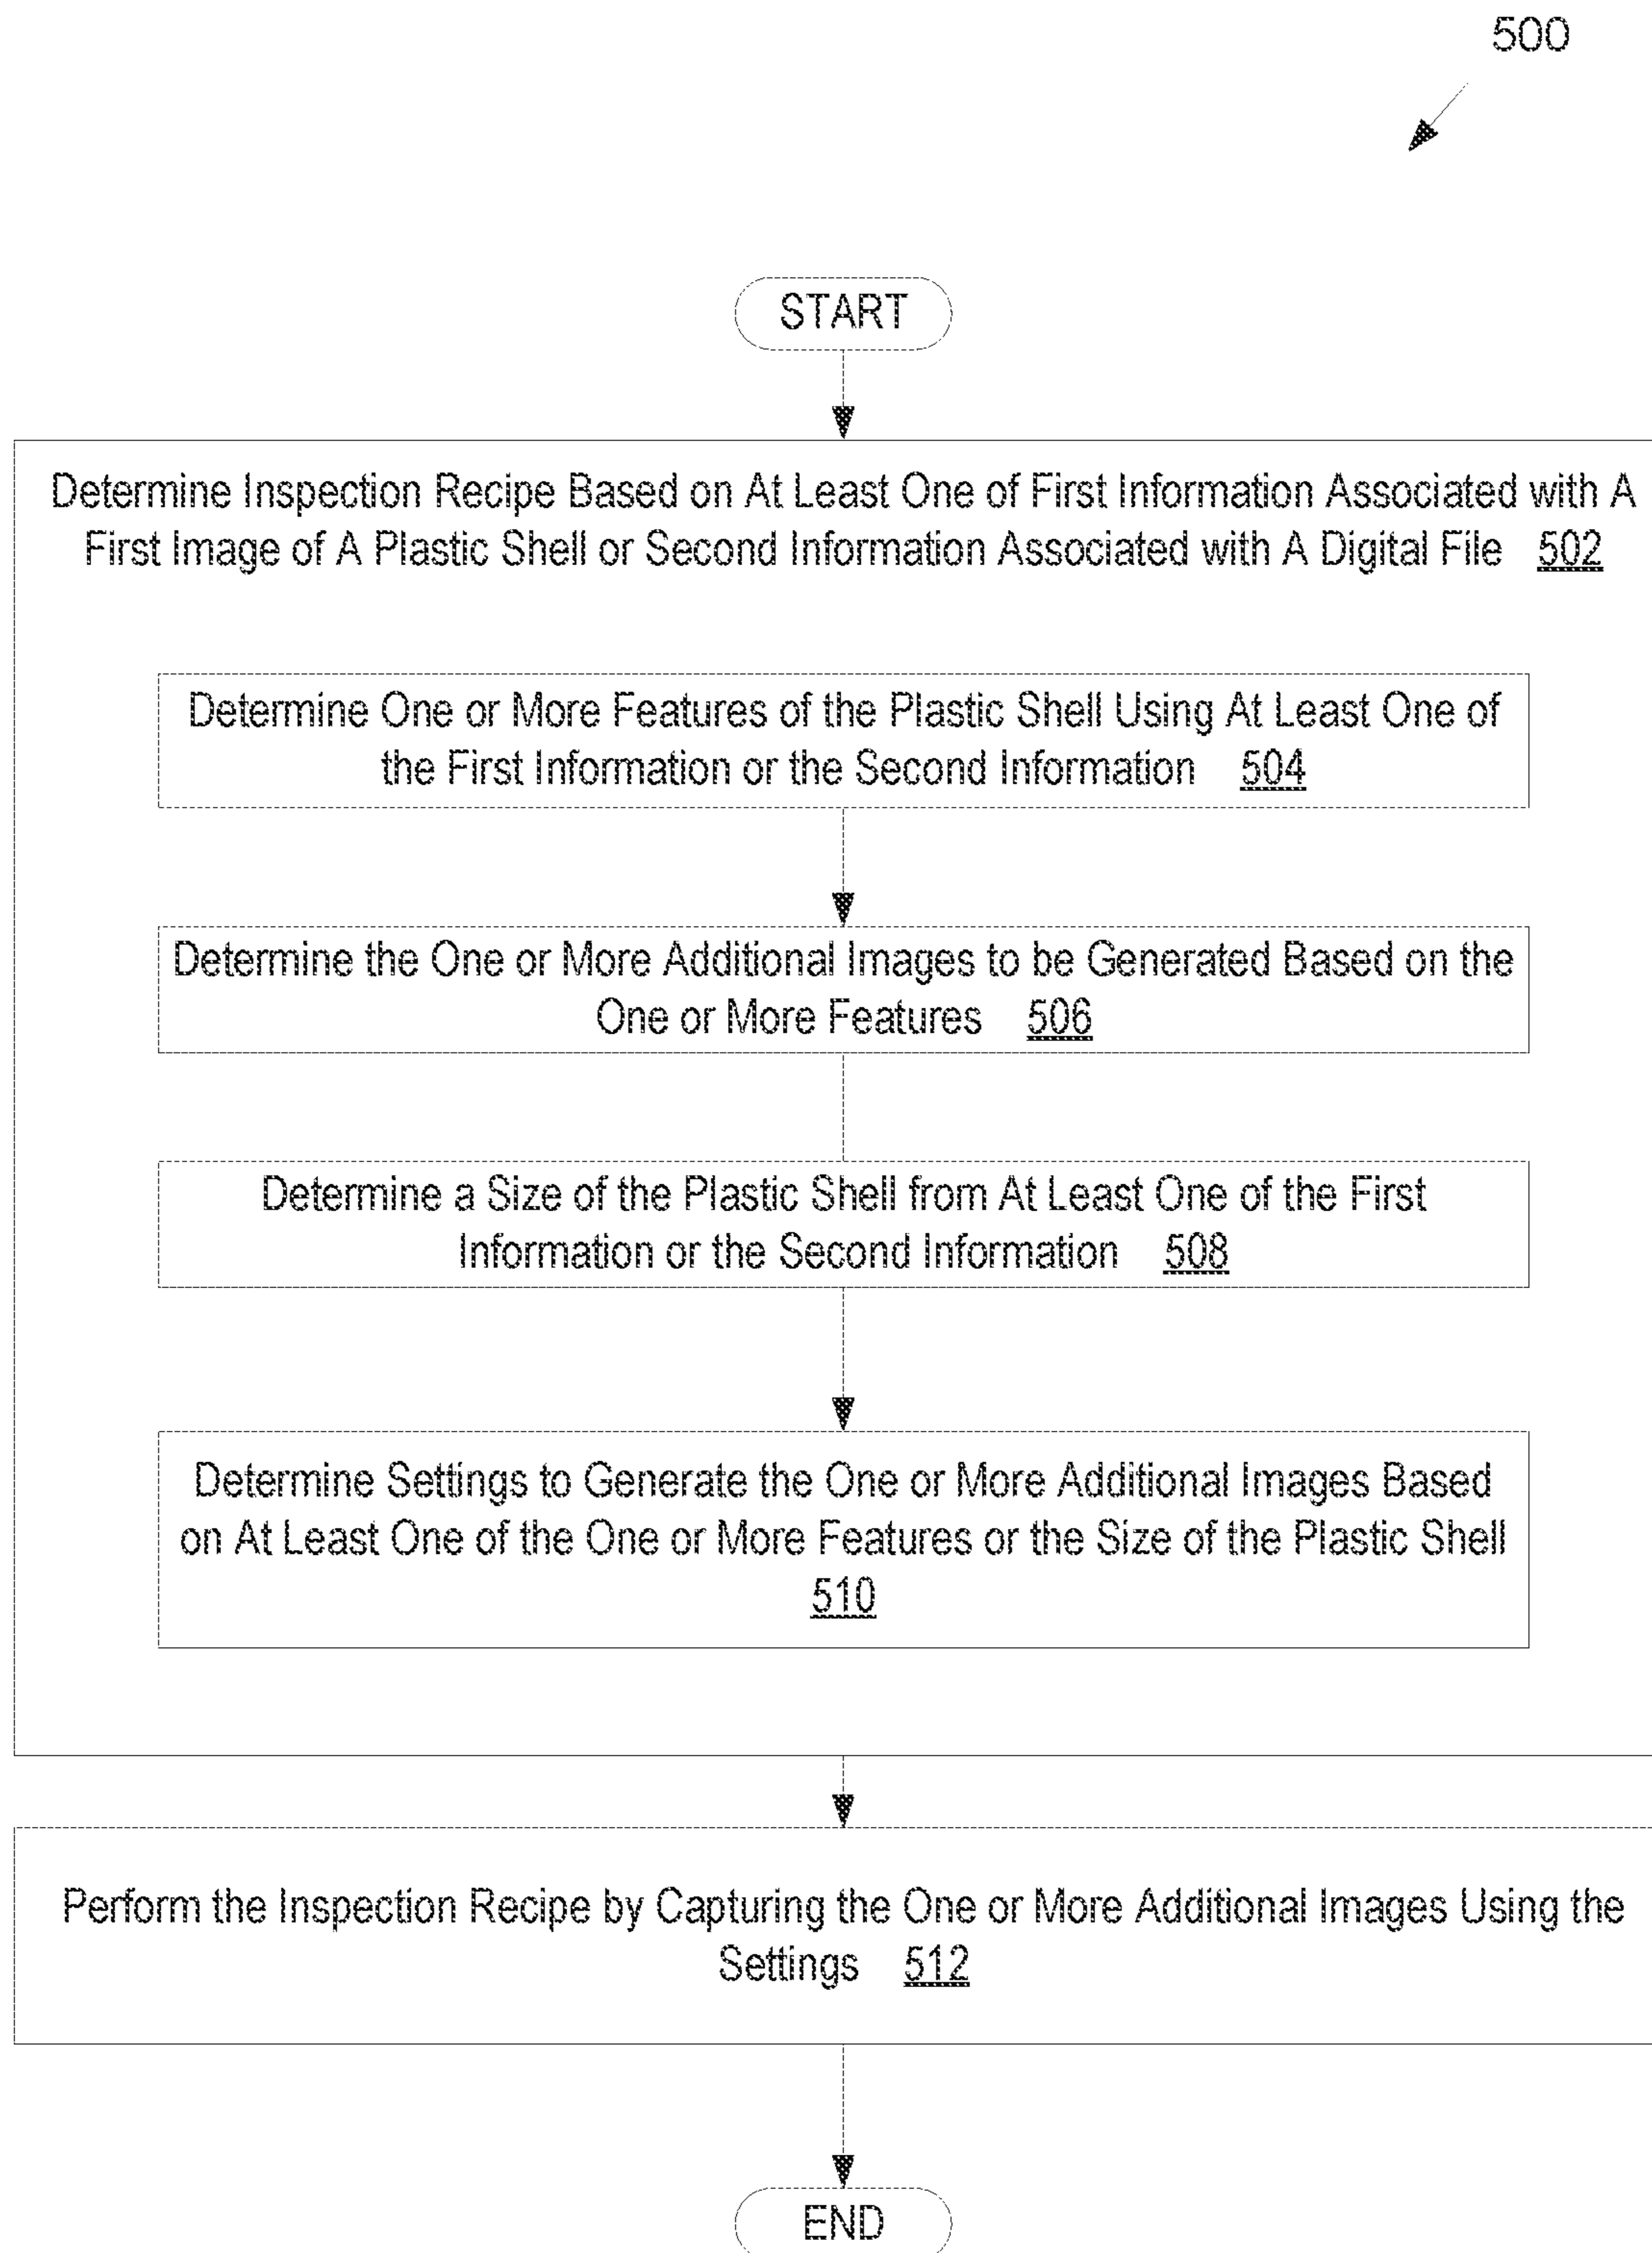 500
START
Determine Inspection Recipe Based on At Least One of First Information Associated with A
First Image of A Plastic Shell or Second Information Associated with A Digital File 502
Determine One or More Features of the Plastic Shell Using At Least One of
the First Information or the Second Information 504
Determine the One or More Additional Images to be Generated Based on the
One or More Features 506
Determine a Size of the Plastic Shell from At Least One of the First
Information or the Second Information 508
Determine Settings to Generate the One or More Additional Images Based
on At Least One of the One or More Features or the Size of the Plastic Shell
510
Perform the Inspection Recipe by Capturing the One or More Additional Images Using the
Settings 512
END